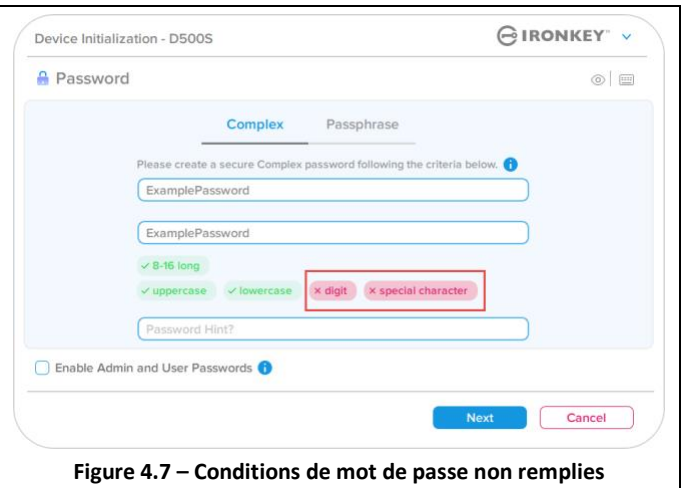 Device Initialization - D500S
IRONKEY™
Password
Complex Passphrase
Please create a secure Complex password following the criteria below.
ExamplePassword
ExamplePassword
✓ 8-16 long
✓ uppercase ✓ lowercase × digit × special character
Password Hint?
Enable Admin and User Passwords
Next Cancel
Figure 4.7 – Conditions de mot de passe non remplies